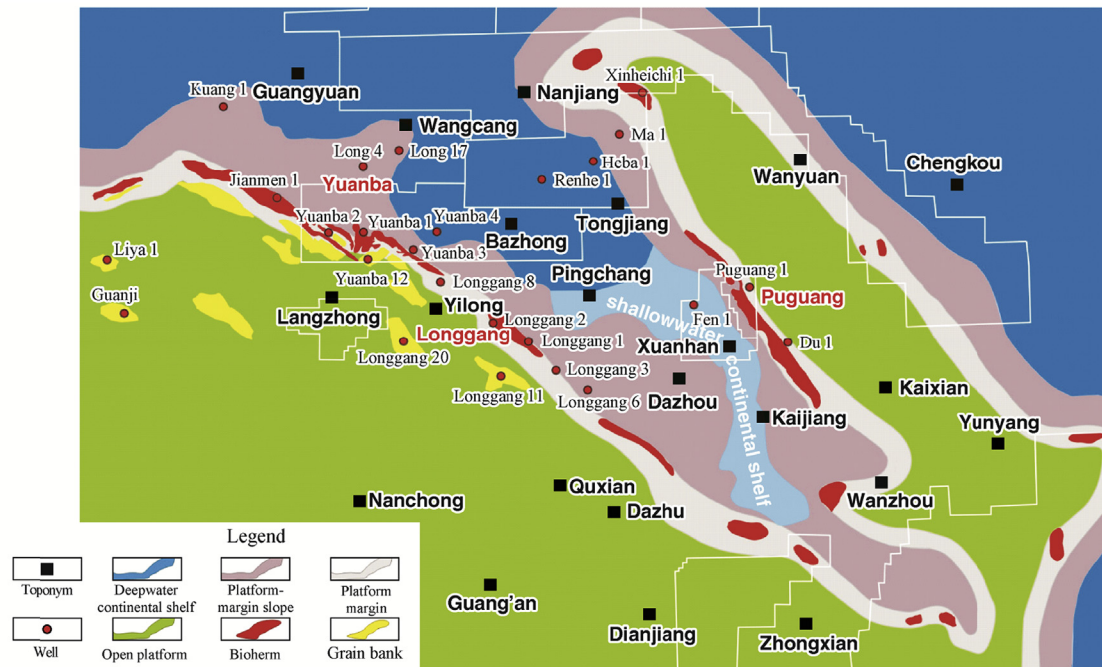 Xinheichi 1
Kuang 1
Guangyuan
Nanjiang
Wangcang
Ma 1
Long 4
Long 17
Hcba 1
Wanyuan
Chengkou
Yuanba
Renhe 1
Jianmen 1
Tongjiang
Yuanba 2
Yuanba 1
Yuanba 4
Bazhong
Liya 1
Yuanba 3
Yuanba 12
Pingchang
Puguang 1
Longgang 8
Puguang
Guanji
Langzhong
Yilong
shallowwater
continental shelf
Fen 1
Longgang 2
Longgang
Longgang 1
Xuanhan
Du 1
Longgang 20
Longgang 3
Longgang 11
Longgang 6
Dazhou
Kaixian
Kaijiang
Yunyang
Quxian
Nanchong
Dazhu
Wanzhou
Guang'an
Dianjiang
Zhongxian
Legend
Toponym
Deepwater
continental shelf
Platform-
margin slope
Platform
margin
Well
Open platform
Bioherm
Grain bank